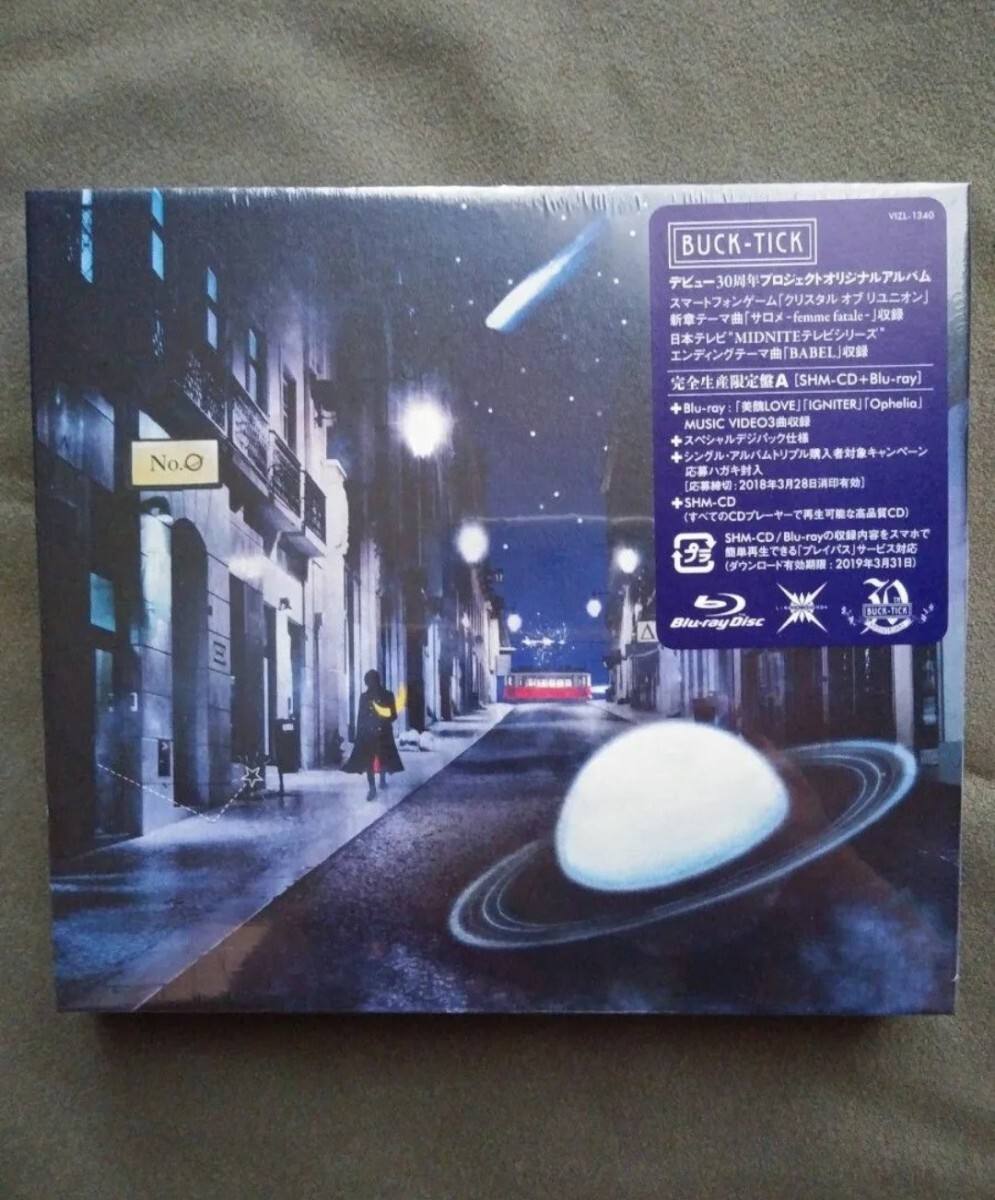 VIZL-1340
BUCK-TICK
デビュー30周年プロジェクトオリジナルアルバム
スマートフォンゲーム「クリスタル オブ リユニオン」
新章テーマ曲「サロメ - femme fatale -」収録
日本テレビ"MIDNITEテレビシリーズ"
エンディングテーマ曲「BABEL」収録
完全生産限定盤A [SHM-CD+Blu-ray]
+Blu-ray:「美醜LOVE」「IGNITER」「Ophelia」
MUSIC VIDEO3曲収録
+スペシャルデジパック仕様
+シングル・アルバムトリプル購入者対象キャンペーン
応募ハガキ封入
[応募締切:2018年3月28日消印有効]
+SHM-CD
(すべてのCDプレーヤーで再生可能な高品質CD)
プラ
SHM-CD / Blu-rayの収録内容をスマホで
簡単再生できる「プレイパス」サービス対応
(ダウンロード有効期限:2019年3月31日)
Blu-ray Disc
30TH
BUCK-TICK
No.0
三